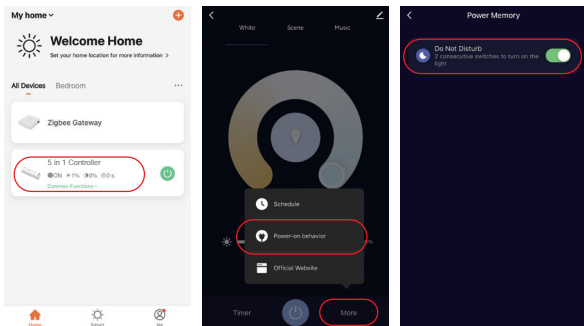 My home
Welcome Home
Set your home location for more information >
All Devices Bedroom ...
Zigbee Gateway
5 in 1 Controller
ON 1% 0% 0 s
Common Functions
Home Smart Me
White Scene Music
Schedule
Power-on behavior
%
Official Website
Timer More
Power Memory
Do Not Disturb
2 consecutive switches to turn on the
light